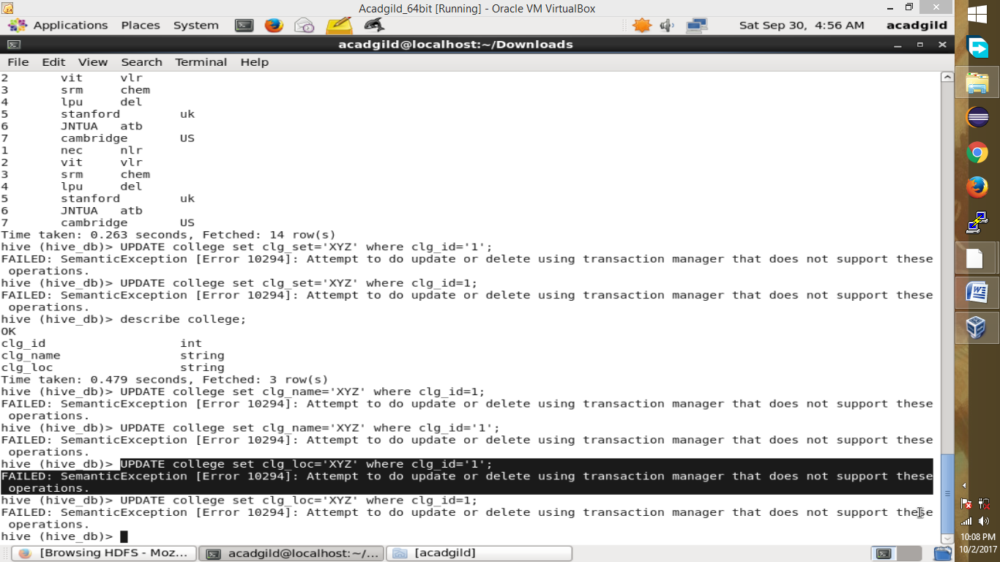 Acadgild_64bit [Running] - Oracle VM VirtualBox
Applications Places System Sat Sep 30, 4:56 AM acadgild
acadgild@localhost:~/Downloads
File Edit View Search Terminal Help
2 vit vlr
3 srm chem
4 lpu del
5 stanford uk
6 JNTUA atb
7 cambridge US
1 nec nlr
2 vit vlr
3 srm chem
4 lpu del
5 stanford uk
6 JNTUA atb
7 cambridge US
Time taken: 0.263 seconds, Fetched: 14 row(s)
hive (hive_db)> UPDATE college set clg_set='XYZ' where clg_id='1';
FAILED: SemanticException [Error 10294]: Attempt to do update or delete using transaction manager that does not support these
operations.
hive (hive_db)> UPDATE college set clg_set='XYZ' where clg_id=1;
FAILED: SemanticException [Error 10294]: Attempt to do update or delete using transaction manager that does not support these
operations.
hive (hive_db)> describe college;
OK
clg_id int
clg_name string
clg_loc string
Time taken: 0.479 seconds, Fetched: 3 row(s)
hive (hive_db)> UPDATE college set clg_name='XYZ' where clg_id=1;
FAILED: SemanticException [Error 10294]: Attempt to do update or delete using transaction manager that does not support these
operations.
hive (hive_db)> UPDATE college set clg_name='XYZ' where clg_id='1';
FAILED: SemanticException [Error 10294]: Attempt to do update or delete using transaction manager that does not support these
operations.
hive (hive_db)> UPDATE college set clg_loc='XYZ' where clg_id='1';
FAILED: SemanticException [Error 10294]: Attempt to do update or delete using transaction manager that does not support these
operations.
hive (hive_db)> UPDATE college set clg_loc='XYZ' where clg_id=1;
FAILED: SemanticException [Error 10294]: Attempt to do update or delete using transaction manager that does not support these
operations.
hive (hive_db)>
[Browsing HDFS - Moz... acadgild@localhost:~/... [acadgild]
10:08 PM
10/2/2017